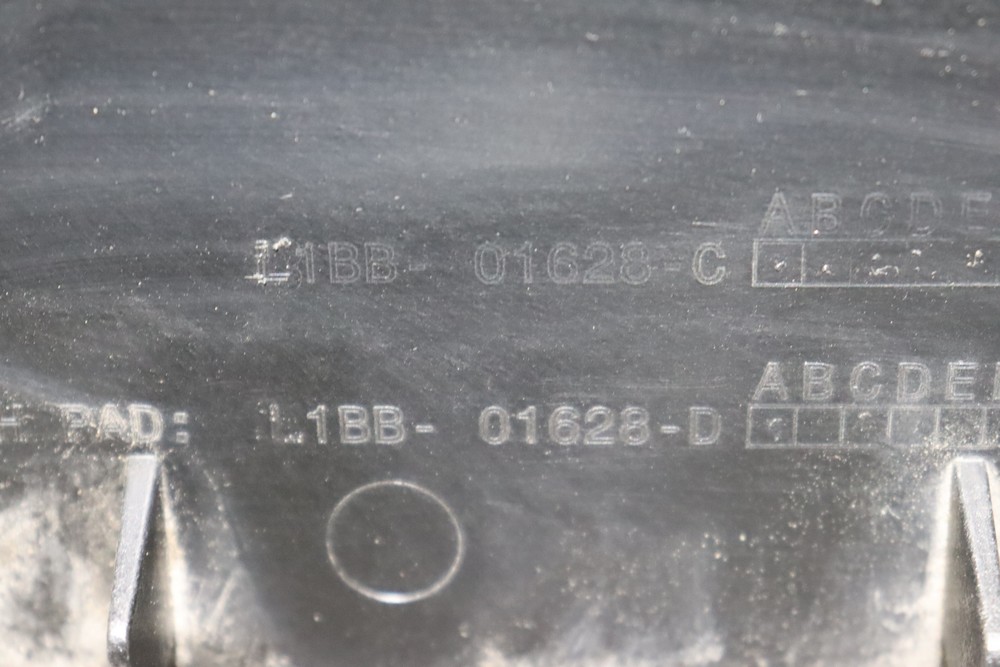 ABCDE
L1BB- 01628-C
ABCDE
PAD: L1BB- 01628-D